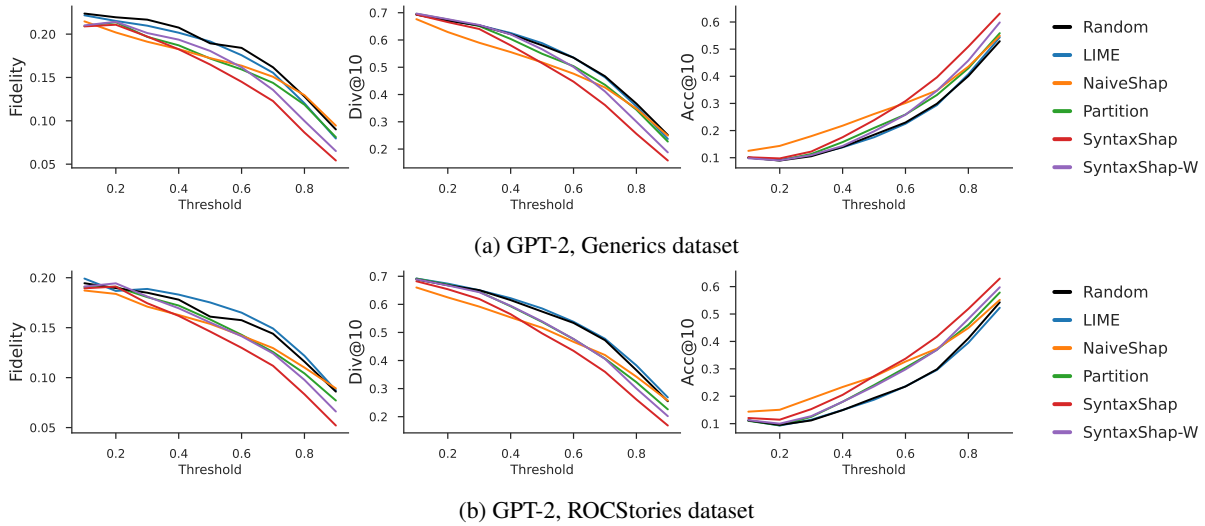 Fidelity
0.20
0.15
0.10
0.05
0.2 0.4 0.6 0.8
Threshold
Div@10
0.7
0.6
0.5
0.4
0.3
0.2
0.2 0.4 0.6 0.8
Threshold
Acc@10
0.6
0.5
0.4
0.3
0.2
0.1
0.2 0.4 0.6 0.8
Threshold
Random
LIME
NaiveShap
Partition
SyntaxShap
SyntaxShap-W
(a) GPT-2, Generics dataset
Fidelity
0.20
0.15
0.10
0.05
0.2 0.4 0.6 0.8
Threshold
Div@10
0.7
0.6
0.5
0.4
0.3
0.2
0.2 0.4 0.6 0.8
Threshold
Acc@10
0.6
0.5
0.4
0.3
0.2
0.1
0.2 0.4 0.6 0.8
Threshold
Random
LIME
NaiveShap
Partition
SyntaxShap
SyntaxShap-W
(b) GPT-2, ROCStories dataset